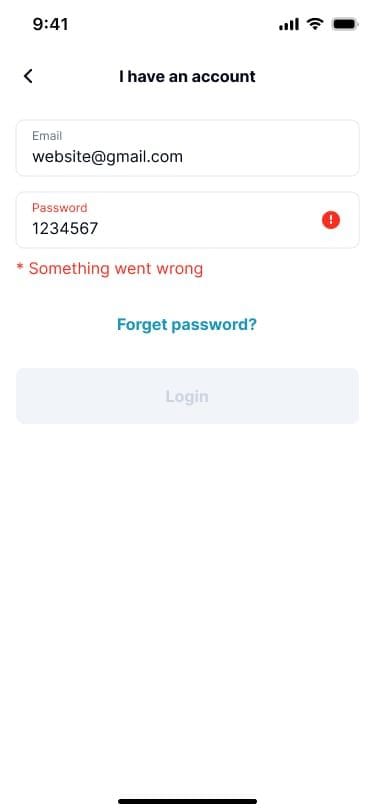 9:41
I have an account
Email
website@gmail.com
Password
1234567
* Something went wrong
Forget password?
Login